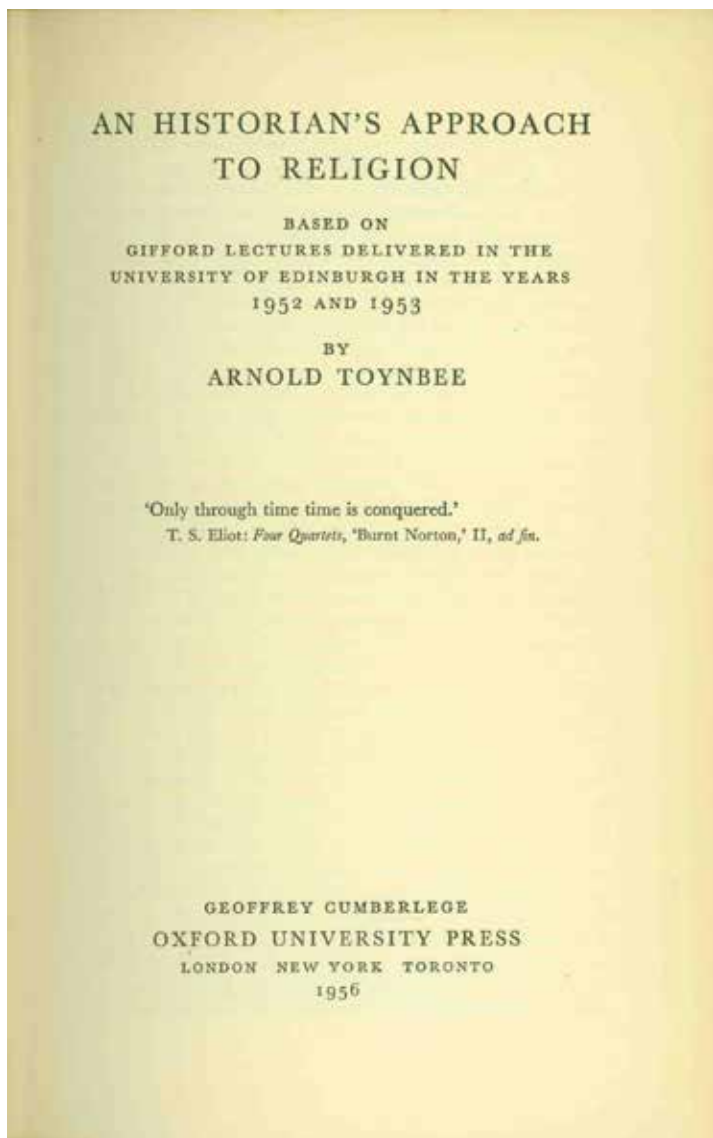 AN HISTORIAN'S APPROACH
TO RELIGION
BASED ON
GIFFORD LECTURES DELIVERED IN THE
UNIVERSITY OF EDINBURGH IN THE YEARS
1952 AND 1953
BY
ARNOLD TOYNBEE
'Only through time time is conquered.'
T. S. Eliot: Four Quartets, 'Burnt Norton,' II, ad fin.
GEOFFREY CUMBERLEGE
OXFORD UNIVERSITY PRESS
LONDON NEW YORK TORONTO
1956